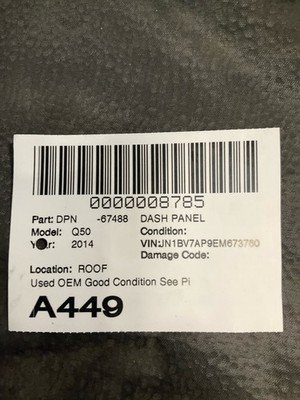 0000008785
Part: DPN -67488 DASH PANEL
Model: Q50 Condition:
Year: 2014 VIN:JN1BV7AP9EM673760
Damage Code:
Location: ROOF
Used OEM Good Condition See Pi
A449